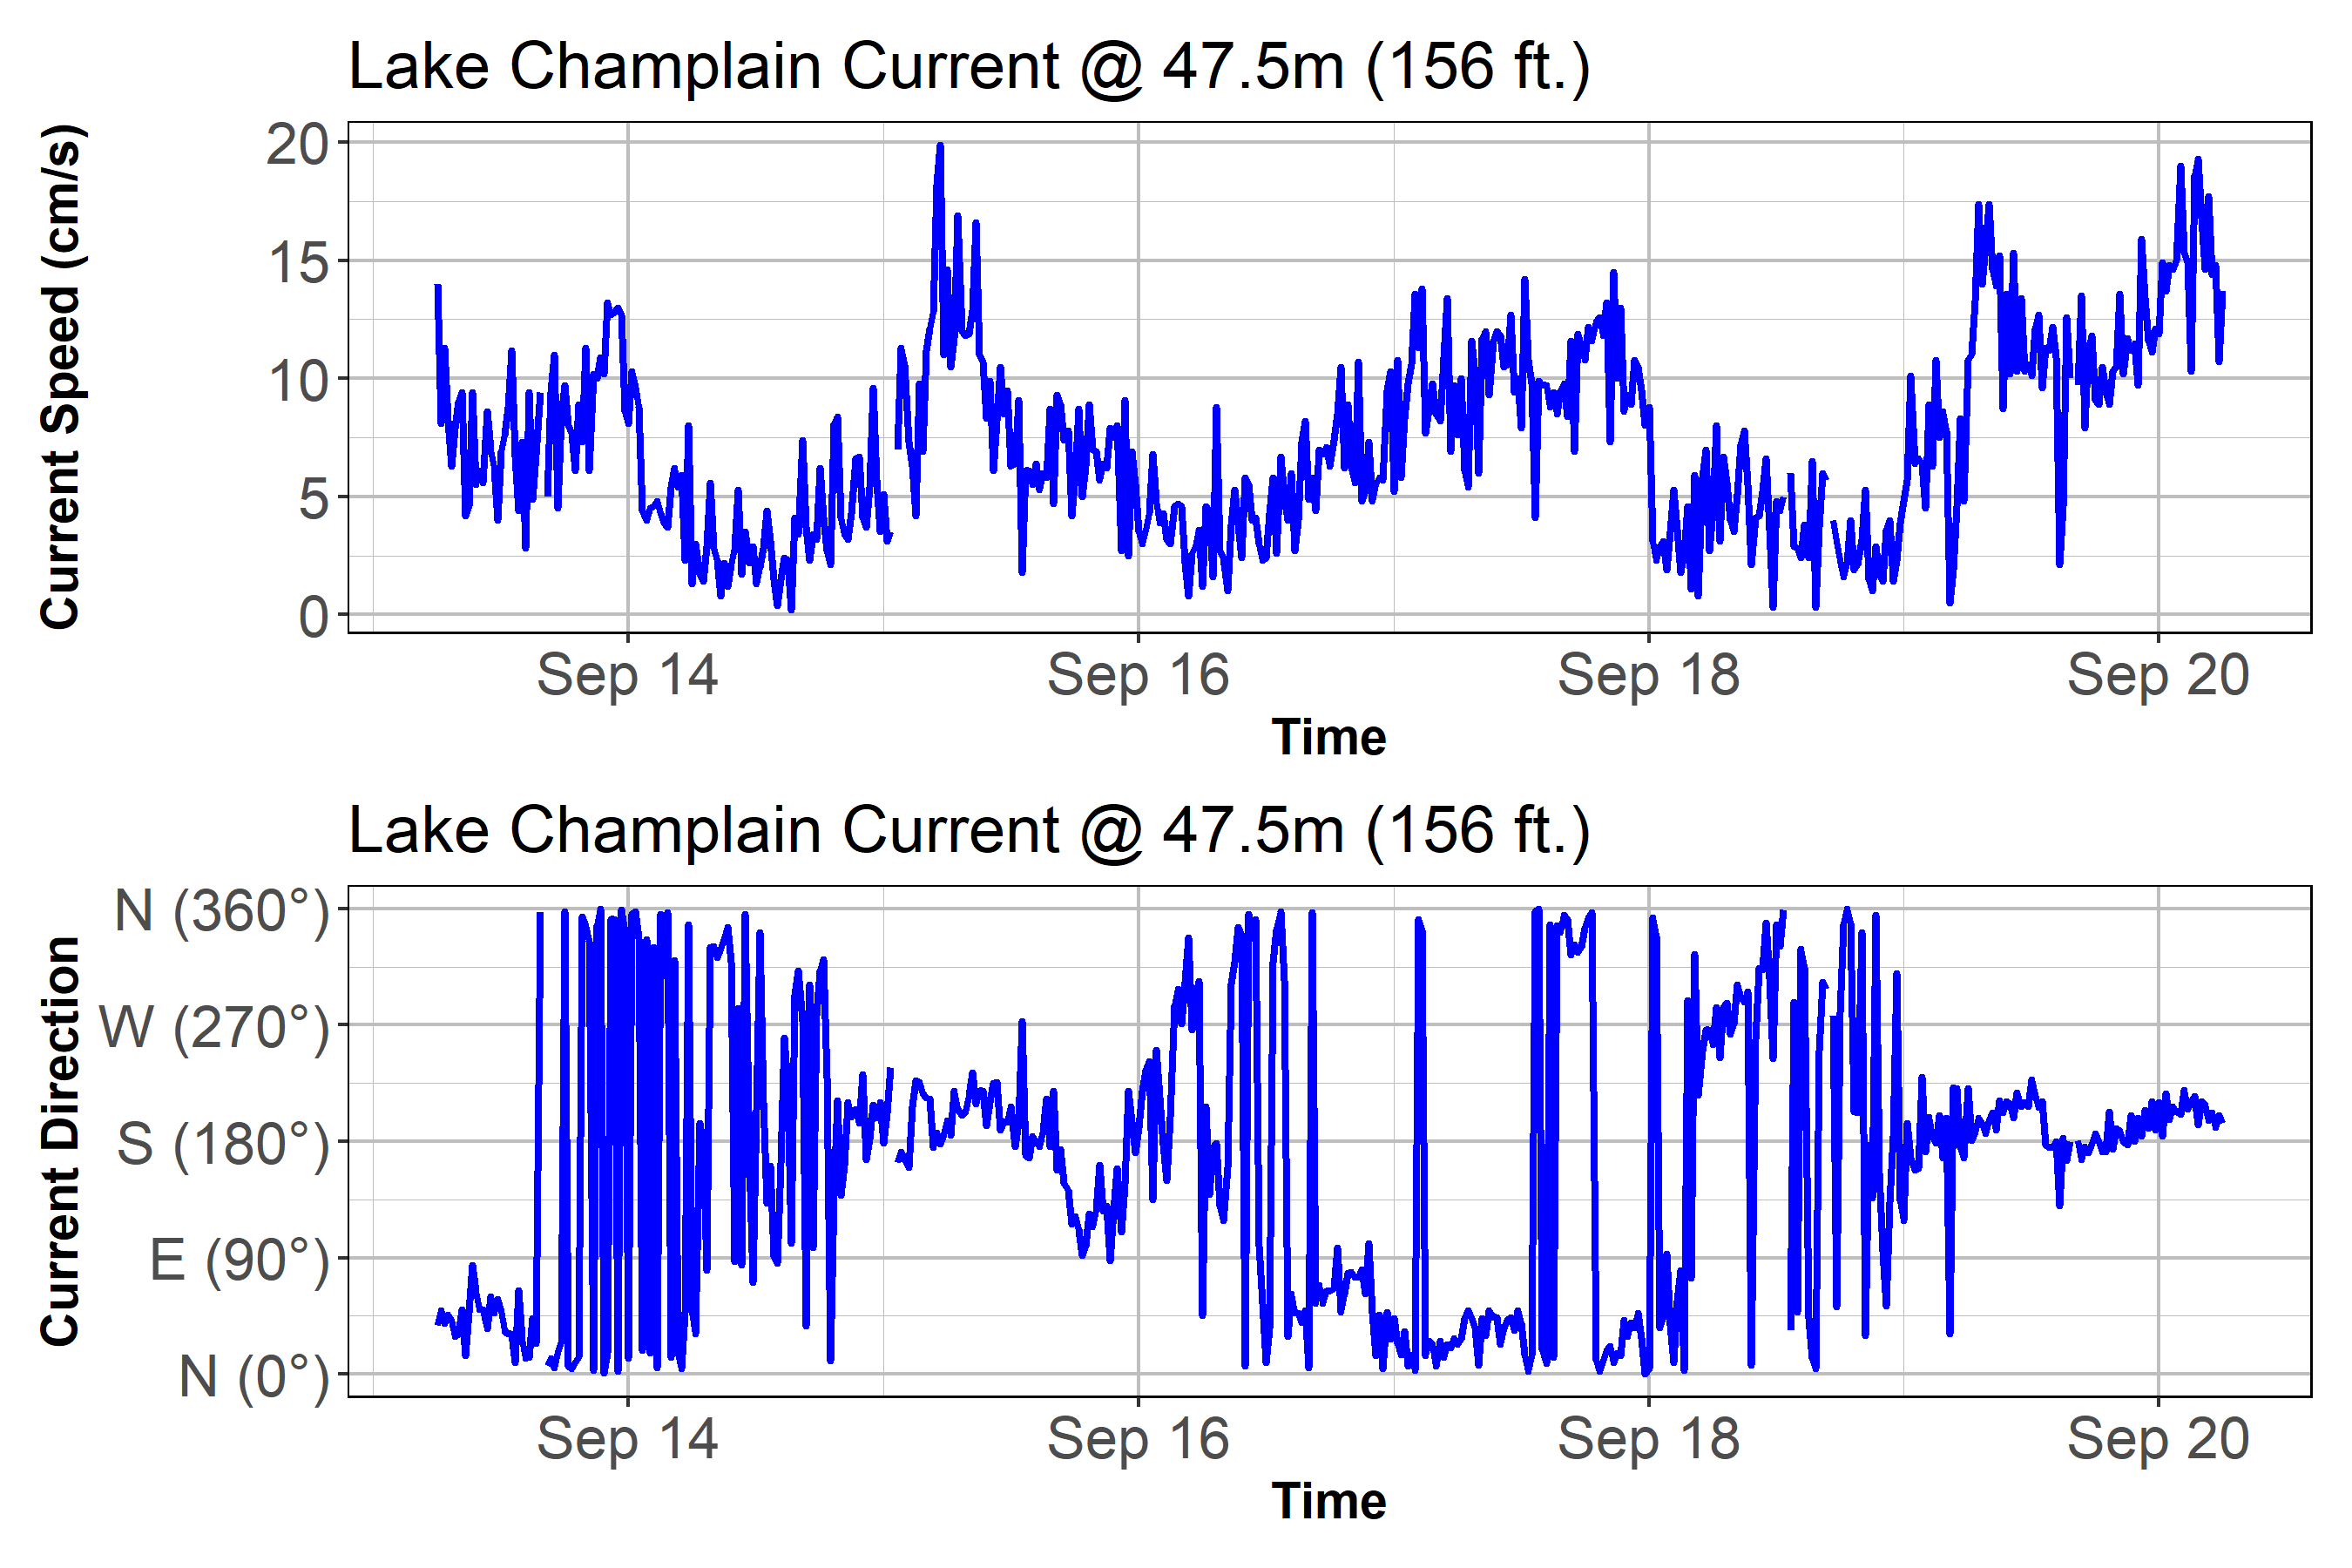 Lake Champlain Current @ 47.5m (156 ft.)
Current Speed (cm/s)
20
15
10
5
0
Sep 14
Sep 16
Sep 18
Sep 20
Time
Lake Champlain Current @ 47.5m (156 ft.)
Current Direction
N (360°)
W (270°)
S (180°)
E (90°)
N (0°)
Sep 14
Sep 16
Sep 18
Sep 20
Time